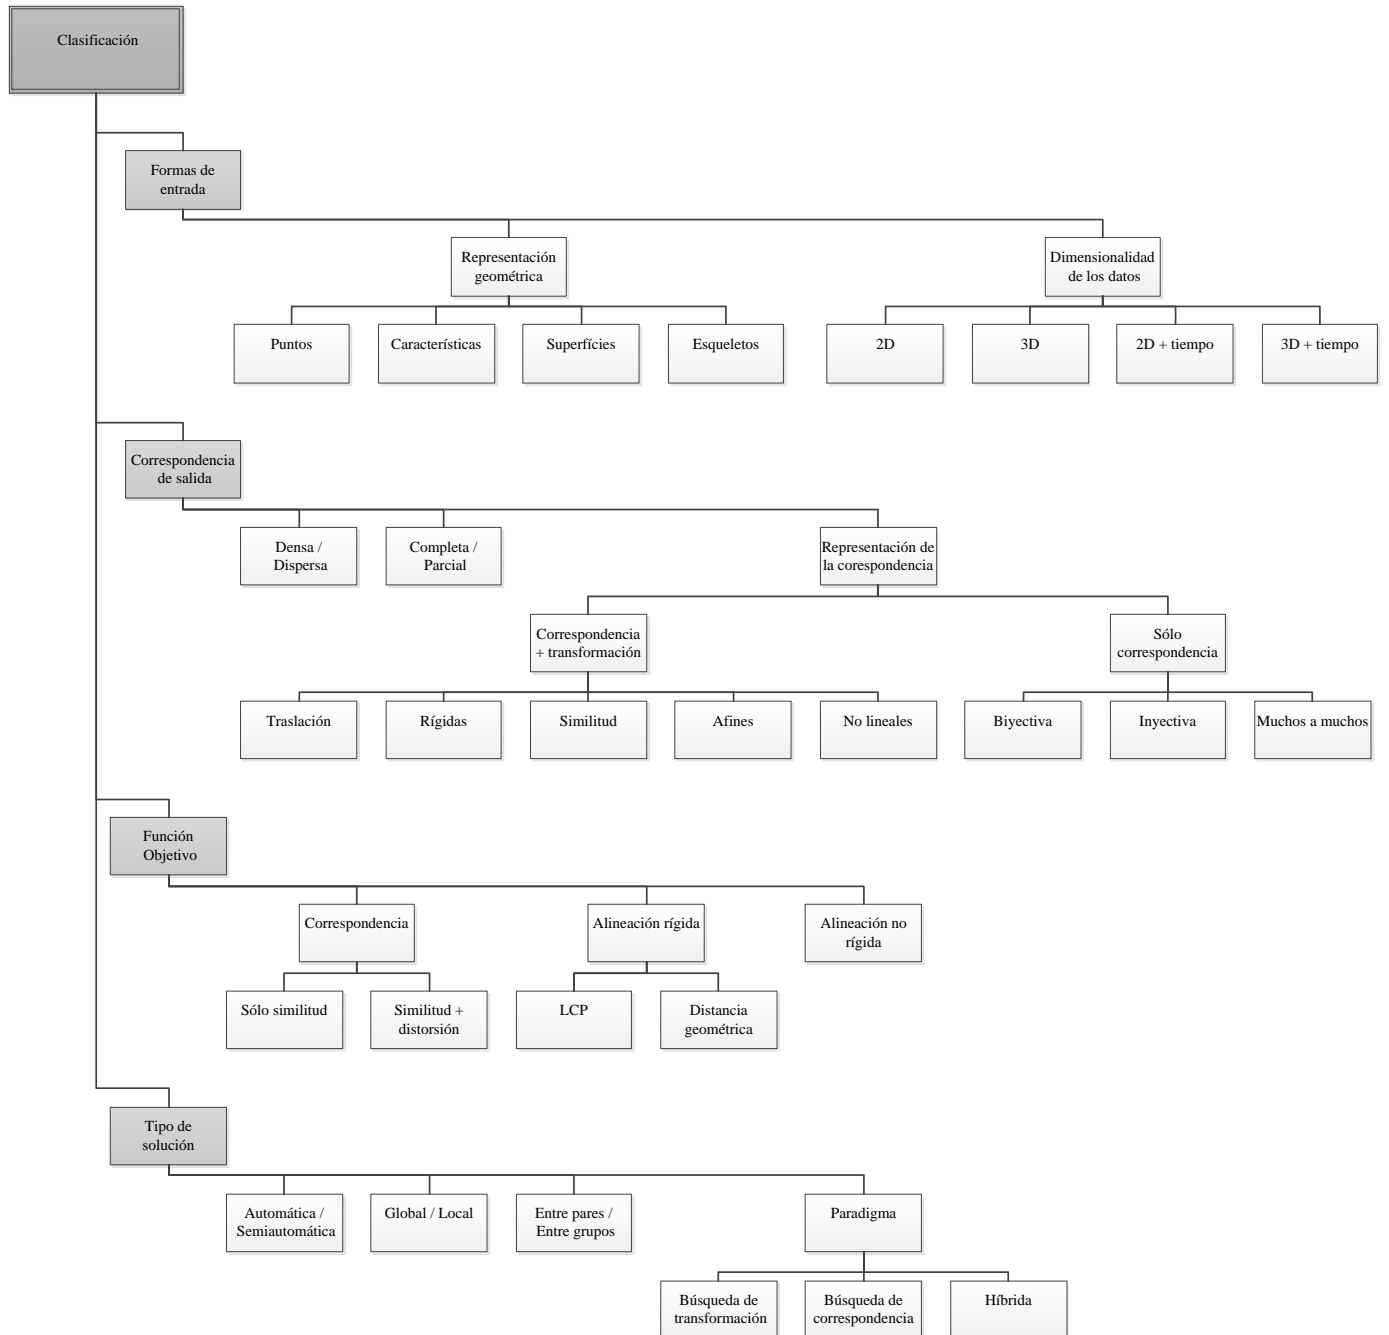 Clasificación
Formas de
entrada
Representación
geométrica
Dimensionalidad
de los datos
Puntos
Características
Superfícies
Esqueletos
2D
3D
2D + tiempo
3D + tiempo
Correspondencia
de salida
Densa /
Dispersa
Completa /
Parcial
Representación de
la corespondencia
Correspondencia
+ transformación
Sólo
correspondencia
Traslación
Rígidas
Similitud
Afines
No lineales
Biyectiva
Inyectiva
Muchos a muchos
Función
Objetivo
Correspondencia
Alineación rígida
Alineación no
rígida
Sólo similitud
Similitud +
distorsión
LCP
Distancia
geométrica
Tipo de
solución
Automática /
Semiautomática
Global / Local
Entre pares /
Entre grupos
Paradigma
Búsqueda de
transformación
Búsqueda de
correspondencia
Híbrida